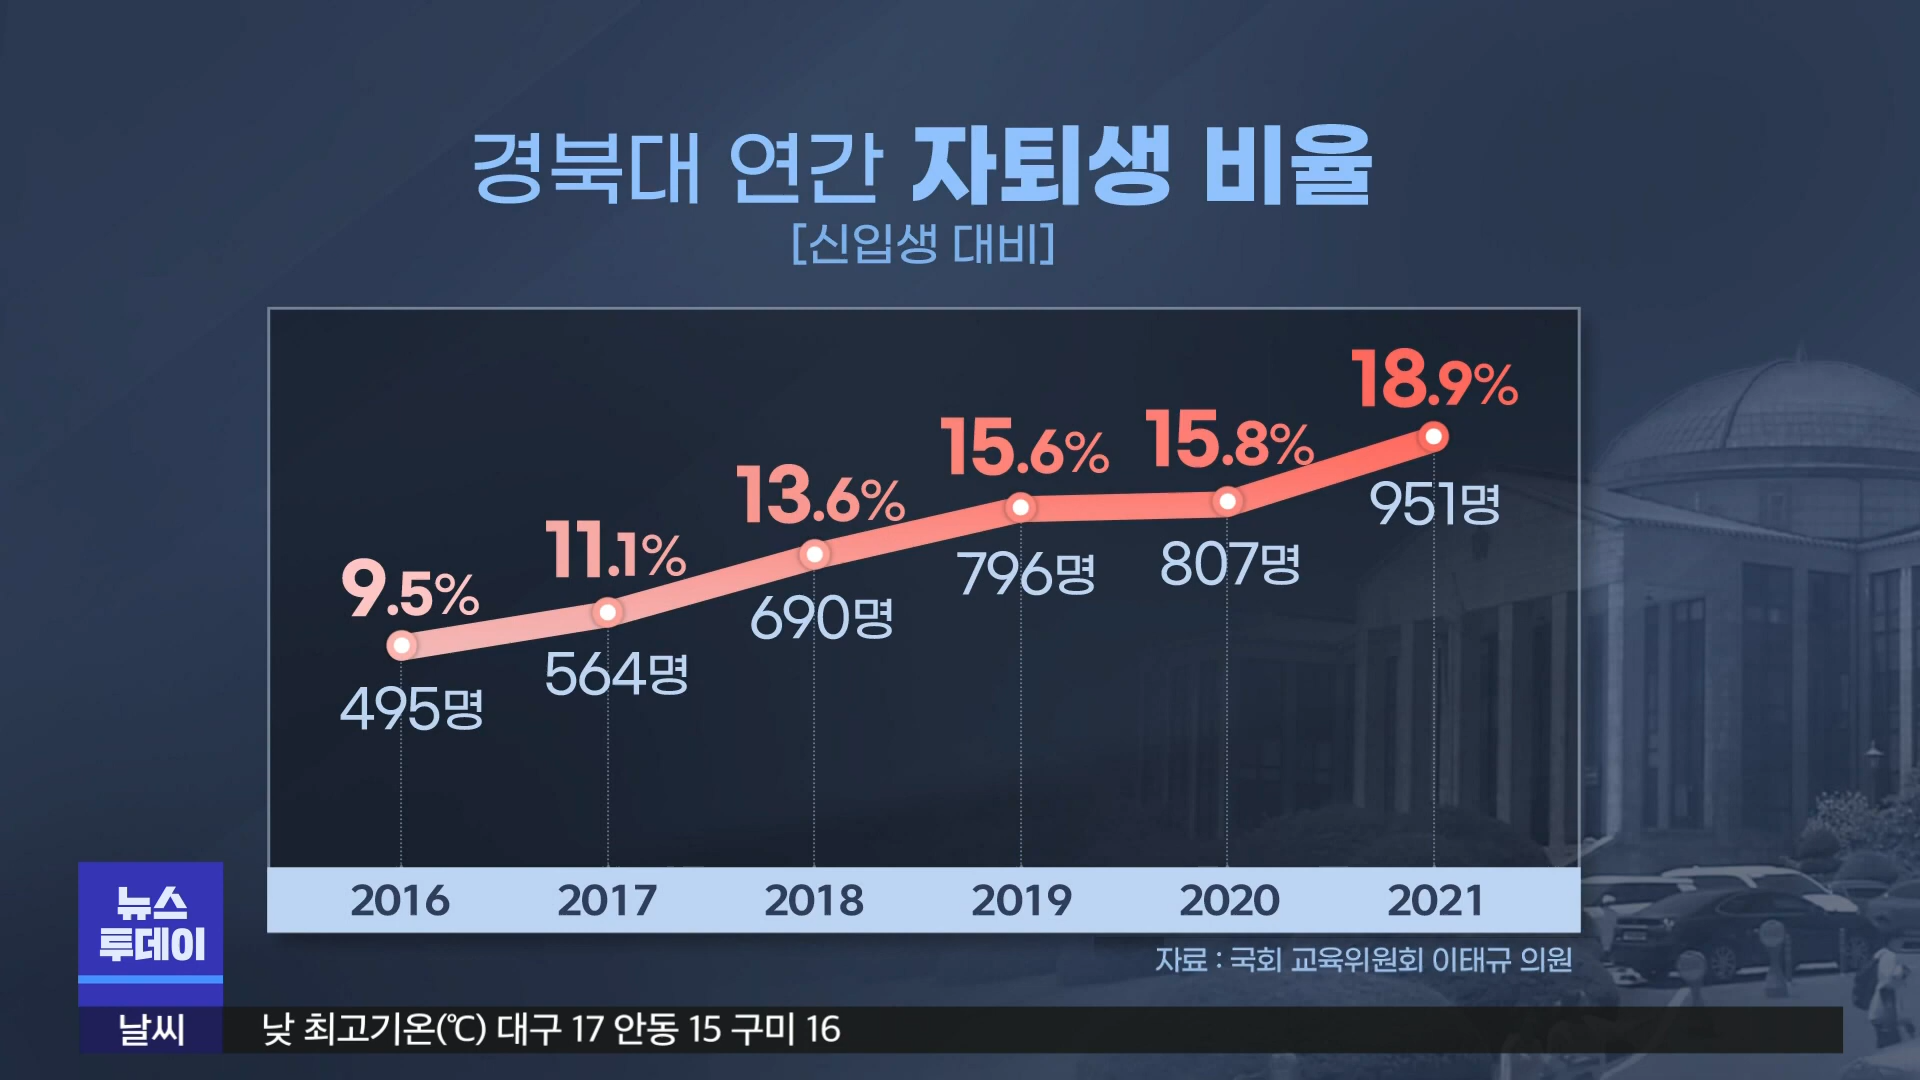 경북대 연간 자퇴생 비율
[신입생 대비]
9.5%
11.1%
13.6%
15.6%
15.8%
18.9%
495명
564명
690명
796명
807명
951명
2016 2017 2018 2019 2020 2021
자료 : 국회 교육위원회 이태규 의원
뉴스
투데이
날씨 낮 최고기온(℃) 대구 17 안동 15 구미 16